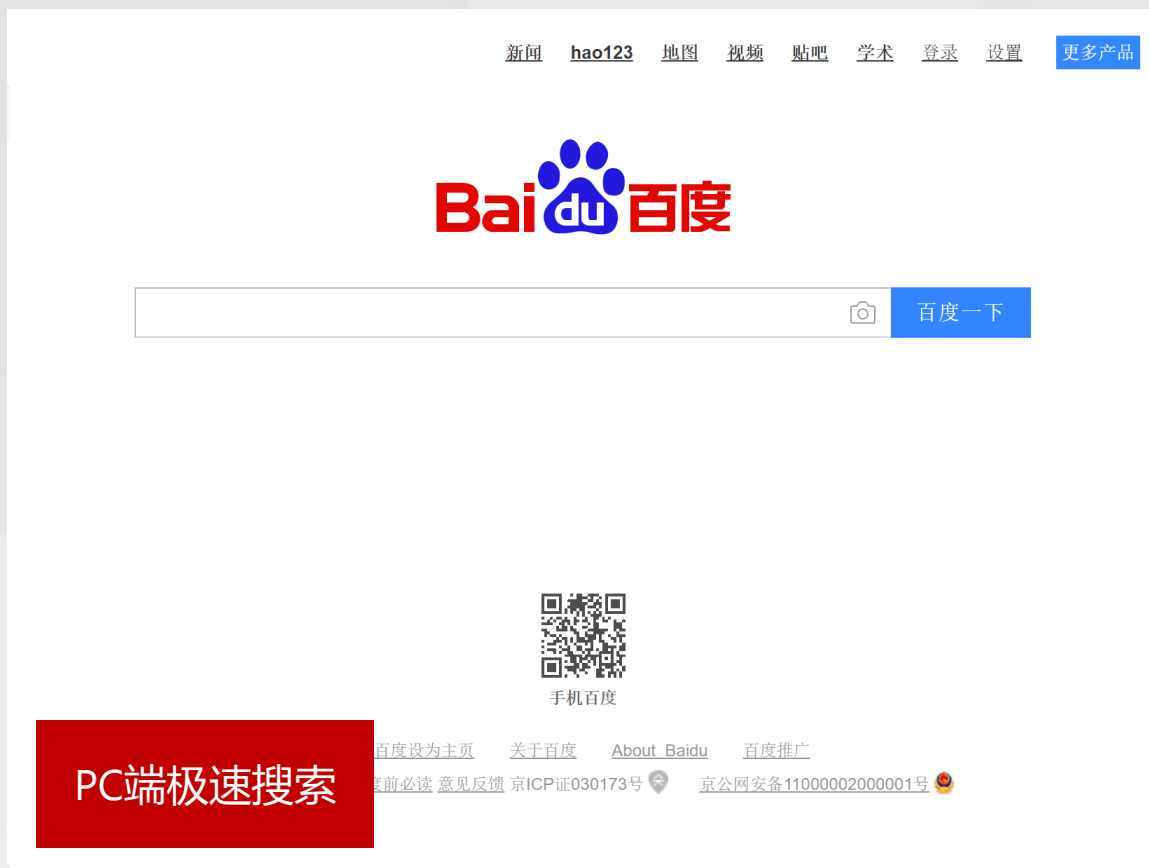 新闻 hao123 地图 视频 贴吧 学术 登录 设置 更多产品
Bai du 百度
百度一下
手机百度
百度设为主页 关于百度 About Baidu 百度推广
前必读 意见反馈 京ICP证030173号 京公网安备11000002000001号
PC端极速搜索